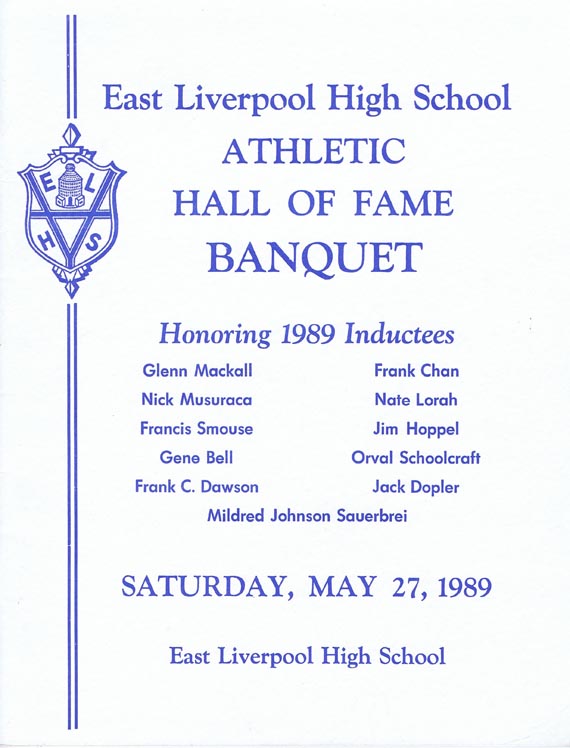 East Liverpool High School
ATHLETIC
HALL OF FAME
BANQUET
E L
H S
Honoring 1989 Inductees
Glenn Mackall Frank Chan
Nick Musuraca Nate Lorah
Francis Smouse Jim Hoppel
Gene Bell Orval Schoolcraft
Frank C. Dawson Jack Dopler
Mildred Johnson Sauerbrei
SATURDAY, MAY 27, 1989
East Liverpool High School